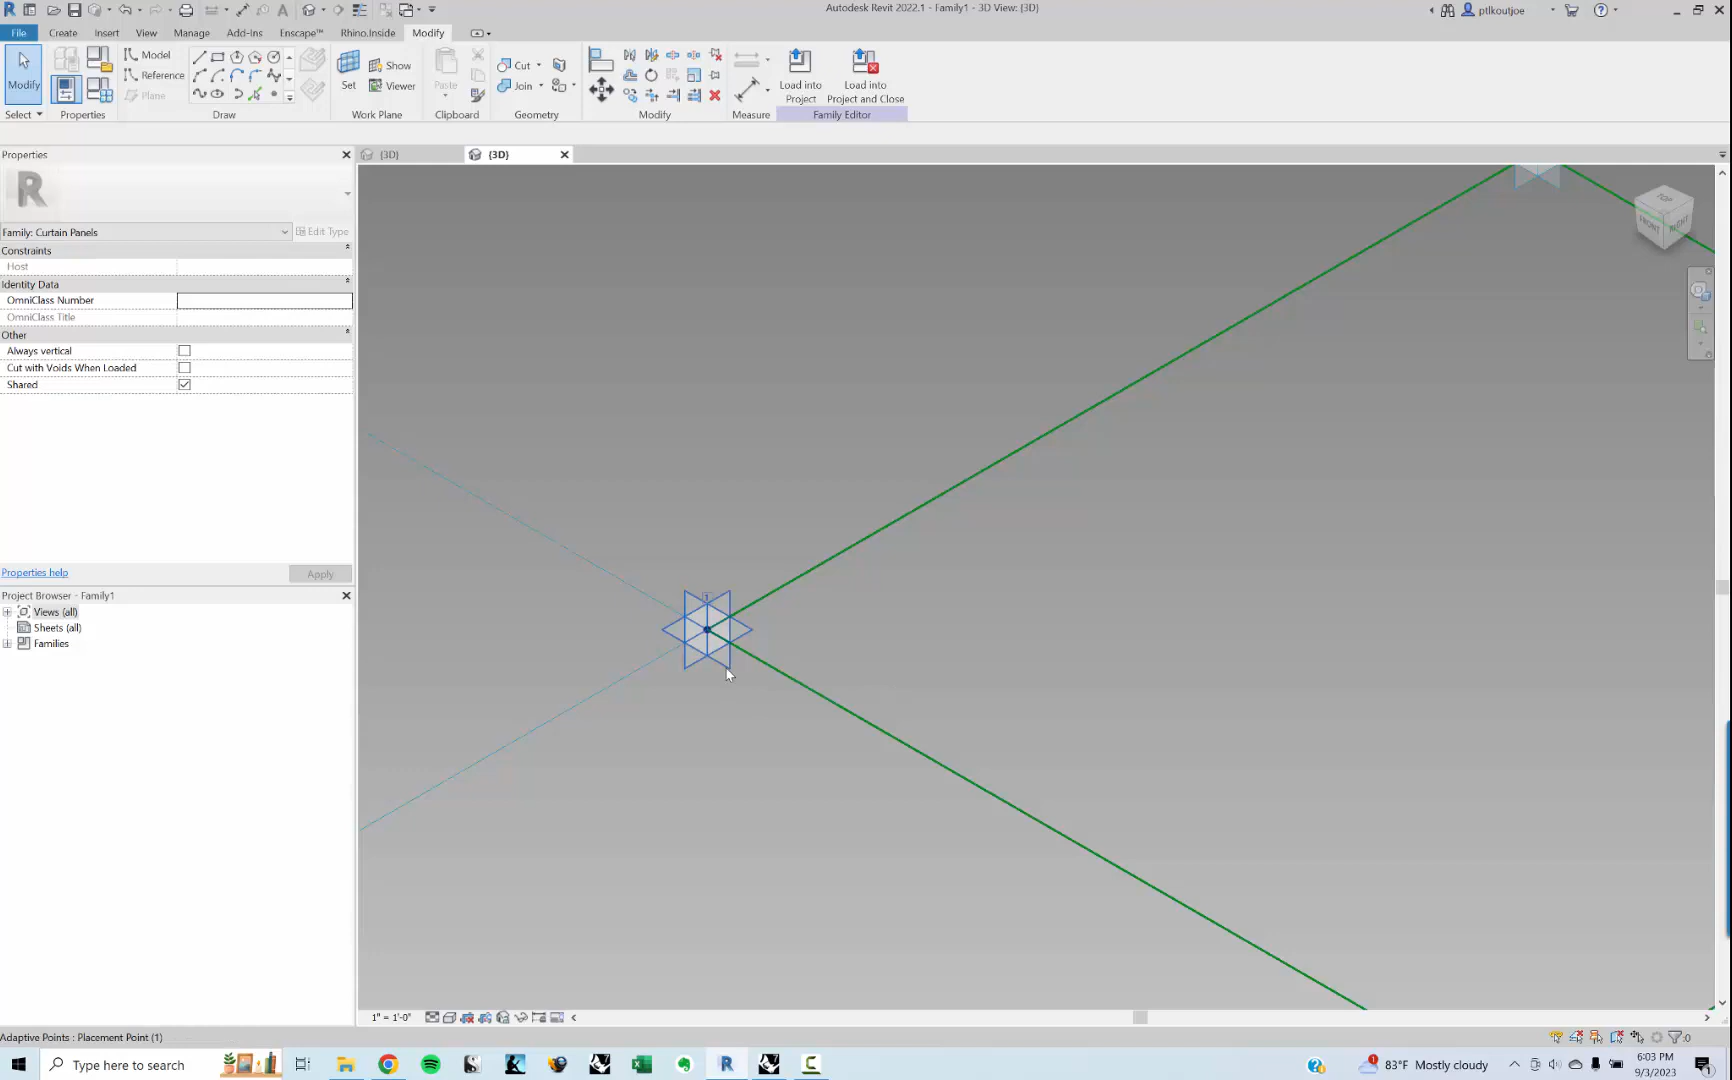 Autodesk Revit 2022.1 - Family1 - 3D View: {3D}
ptlkoutjoe
File Create Insert View Manage Add-Ins Enscape™ Rhino.Inside Modify
Modify
Model
Reference
Plane
Set
Show
Viewer
Paste
Cut
Join
Load into
Project
Load into
Project and Close
Select Properties Draw Work Plane Clipboard Geometry Modify Measure Family Editor
Properties
{3D}
{3D}
R
Family: Curtain Panels
Edit Type
Constraints
Host
Identity Data
OmniClass Number
OmniClass Title
Other
Always vertical
Cut with Voids When Loaded
Shared
Properties help
Apply
Project Browser - Family1
Views (all)
Sheets (all)
Families
TOP
FRONT
RIGHT
1
1" = 1'-0"
Adaptive Points : Placement Point (1)
:0
Type here to search
83°F Mostly cloudy
6:03 PM
9/3/2023